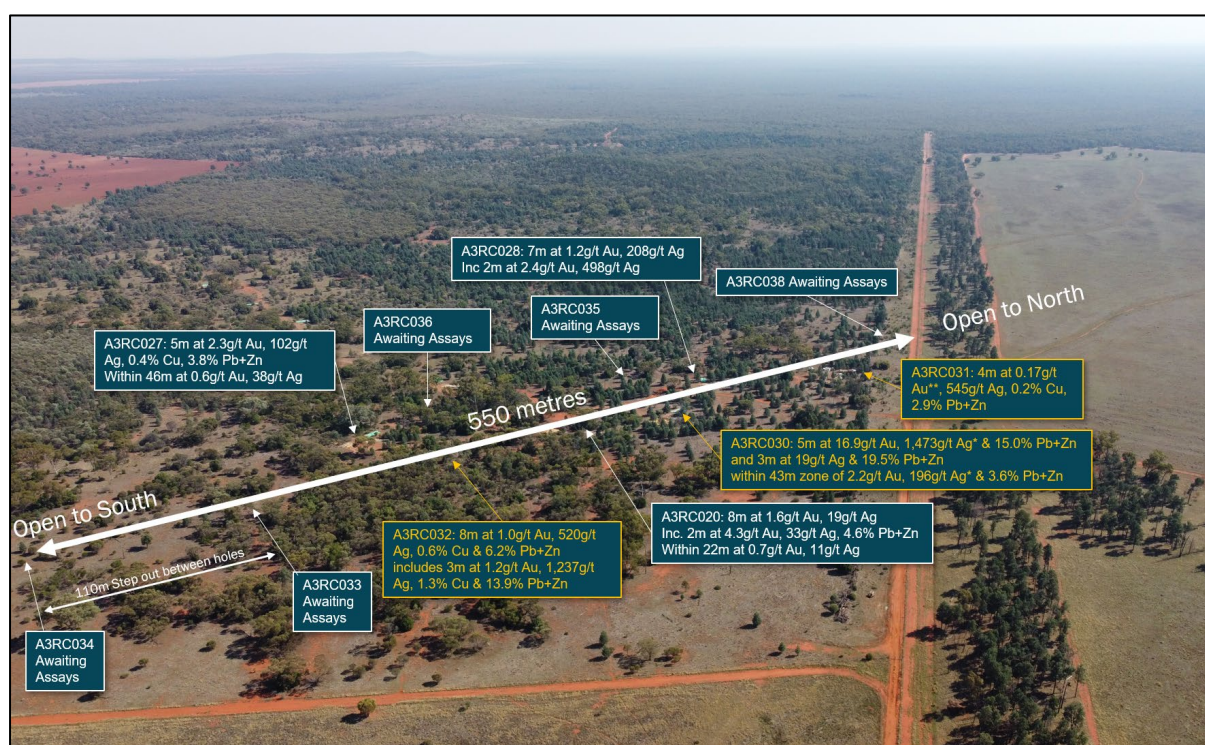 A3RC028: 7m at 1.2g/t Au, 208g/t Ag
Inc 2m at 2.4g/t Au, 498g/t Ag
A3RC038 Awaiting Assays
A3RC035
Awaiting Assays
A3RC036
Awaiting Assays
A3RC027: 5m at 2.3g/t Au, 102g/t
Ag, 0.4% Cu, 3.8% Pb+Zn
Within 46m at 0.6g/t Au, 38g/t Ag
Open to North
550 metres
Open to South
A3RC031: 4m at 0.17g/t
Au**, 545g/t Ag, 0.2% Cu,
2.9% Pb+Zn
A3RC030: 5m at 16.9g/t Au, 1,473g/t Ag* & 15.0% Pb+Zn
and 3m at 19g/t Ag & 19.5% Pb+Zn
within 43m zone of 2.2g/t Au, 196g/t Ag* & 3.6% Pb+Zn
A3RC032: 8m at 1.0g/t Au, 520g/t
Ag, 0.6% Cu & 6.2% Pb+Zn
includes 3m at 1.2g/t Au, 1,237g/t
Ag, 1.3% Cu & 13.9% Pb+Zn
A3RC020: 8m at 1.6g/t Au, 19g/t Ag
Inc. 2m at 4.3g/t Au, 33g/t Ag, 4.6% Pb+Zn
Within 22m at 0.7g/t Au, 11g/t Ag
110m Step out between holes
A3RC033
Awaiting
Assays
A3RC034
Awaiting
Assays